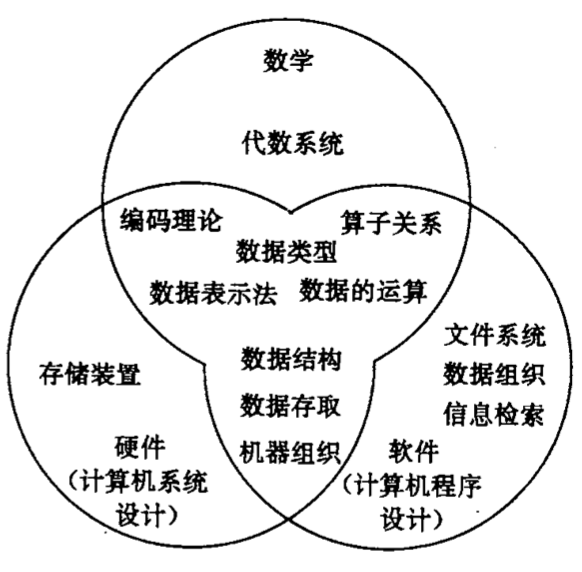 数学
代数系统
编码理论
算子关系
数据类型
数据表示法
数据的运算
文件系统
数据结构
存储装置
数据组织
数据存取
信息检索
机器组织
硬件
(计算机系统
设计)
软件
(计算机程序
设计)